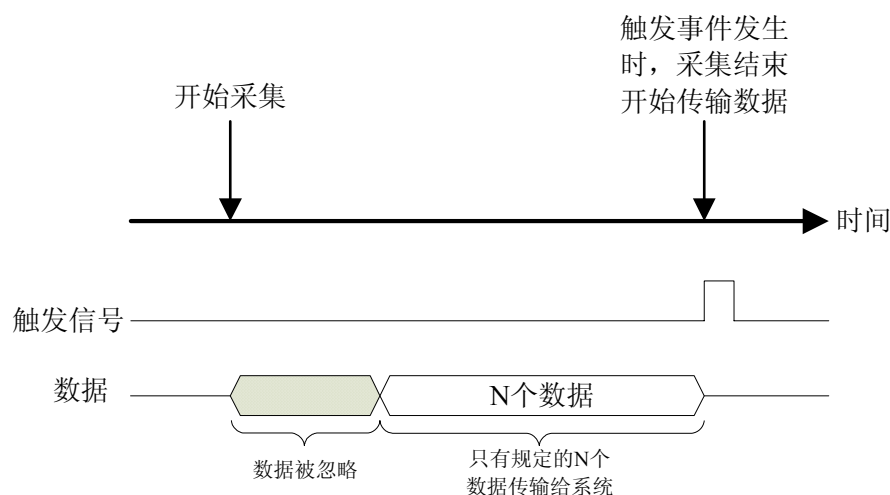 触发事件发生
时，采集结束
开始传输数据
开始采集
时间
触发信号
数据
N个数据
数据被忽略
只有规定的N个
数据传输给系统